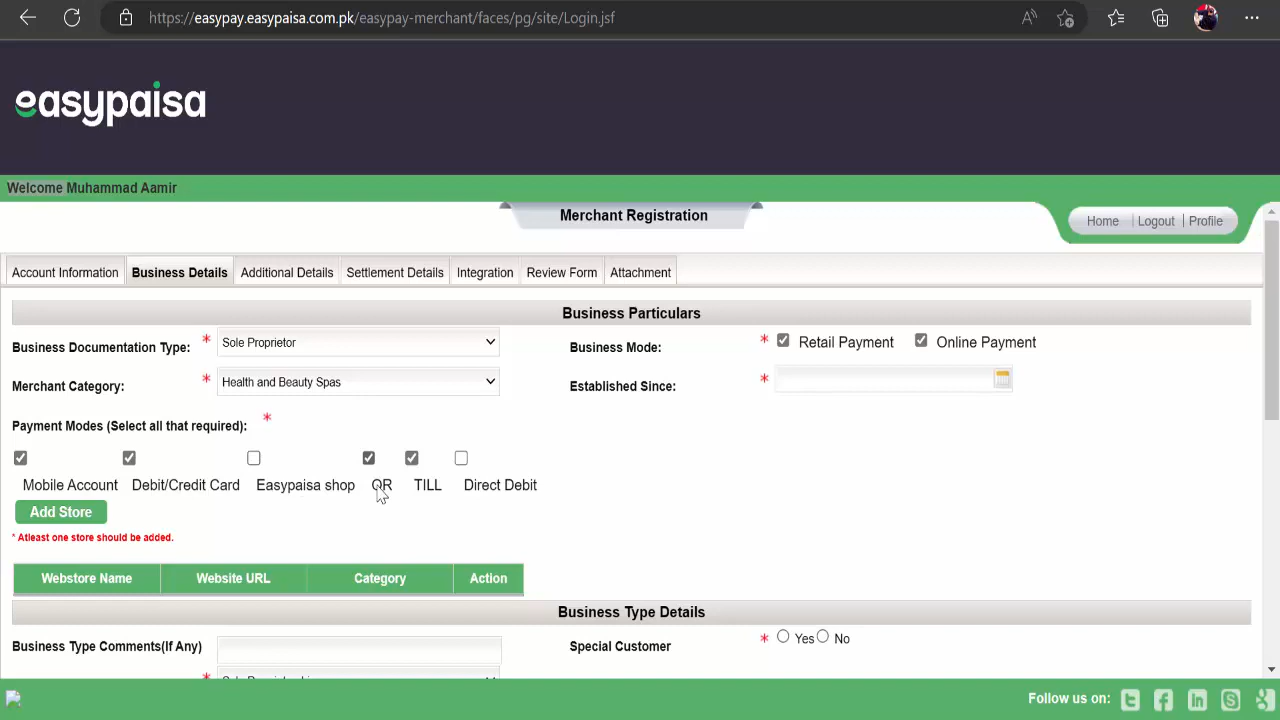 https://easypay.easypaisa.com.pk/easypay-merchant/faces/pg/site/Login.jsf
easypaisa
Welcome Muhammad Aamir
Merchant Registration
Home | Logout | Profile
Account Information Business Details Additional Details Settlement Details Integration Review Form Attachment
Business Particulars
Business Documentation Type: * Sole Proprietor Business Mode: * Retail Payment Online Payment
Merchant Category: * Health and Beauty Spas Established Since: *
Payment Modes (Select all that required): *
Mobile Account Debit/Credit Card Easypaisa shop QR TILL Direct Debit
Add Store
* Atleast one store should be added.
Webstore Name Website URL Category Action
Business Type Details
Business Type Comments(If Any) Special Customer * Yes No
*
Follow us on: